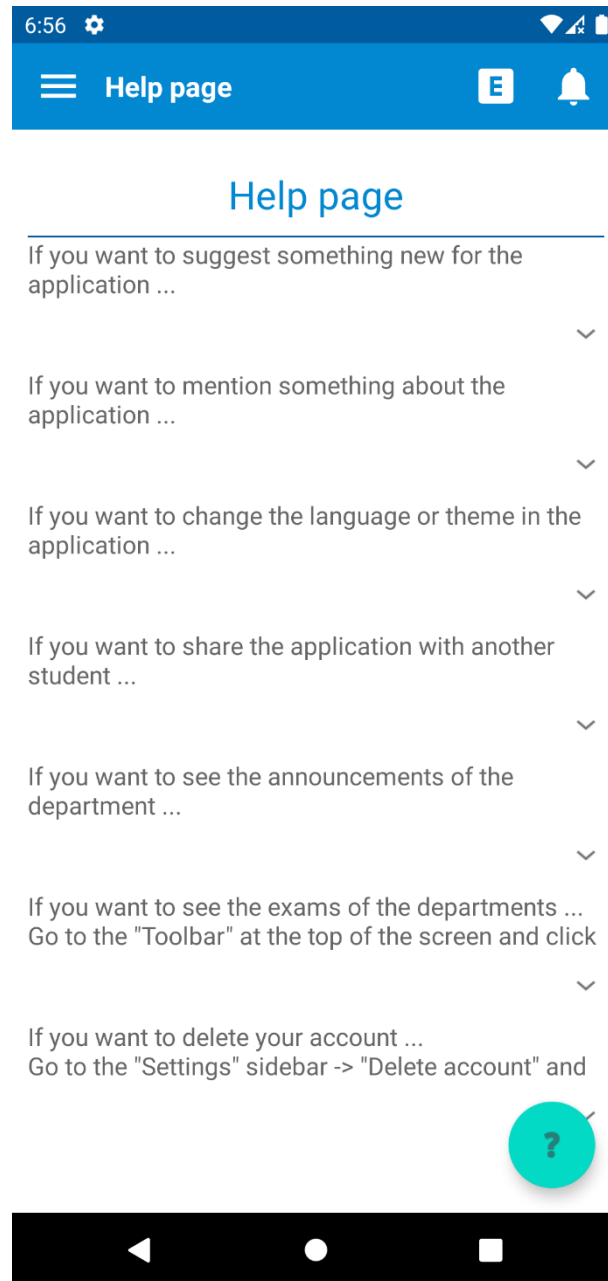 6:56
Help page
E
Help page
If you want to suggest something new for the
application ...
If you want to mention something about the
application ...
If you want to change the language or theme in the
application ...
If you want to share the application with another
student ...
If you want to see the announcements of the
department ...
If you want to see the exams of the departments ...
Go to the "Toolbar" at the top of the screen and click
If you want to delete your account ...
Go to the "Settings" sidebar -> "Delete account" and
?